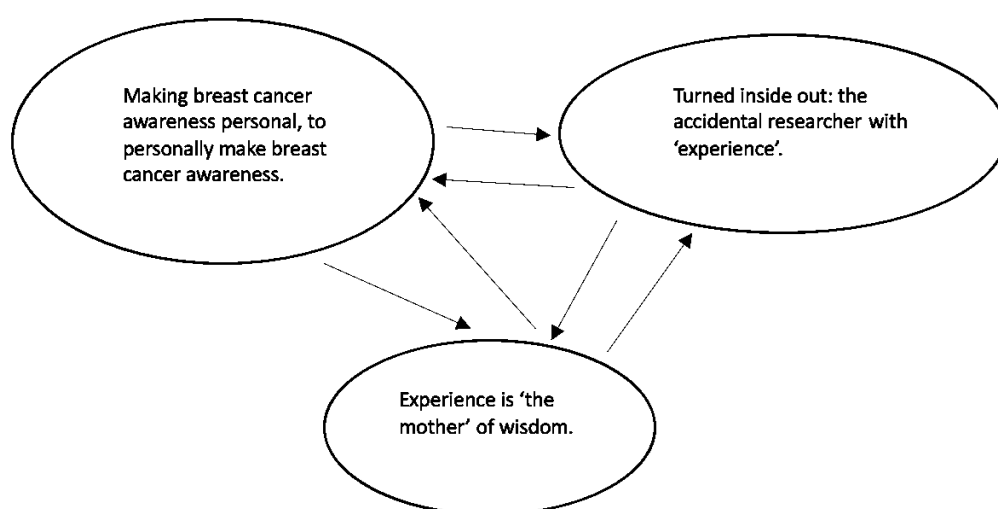 Making breast cancer
awareness personal, to
personally make breast
cancer awareness.
Turned inside out: the
accidental researcher with
‘experience’.
Experience is ‘the
mother’ of wisdom.